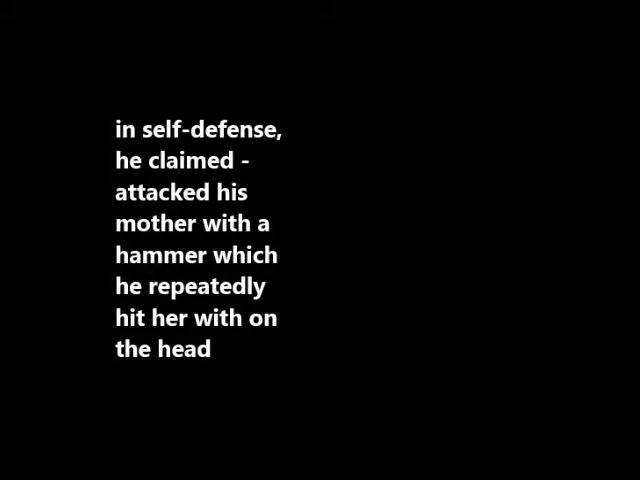 in self-defense,
he claimed -
attacked his
mother with a
hammer which
he repeatedly
hit her with on
the head